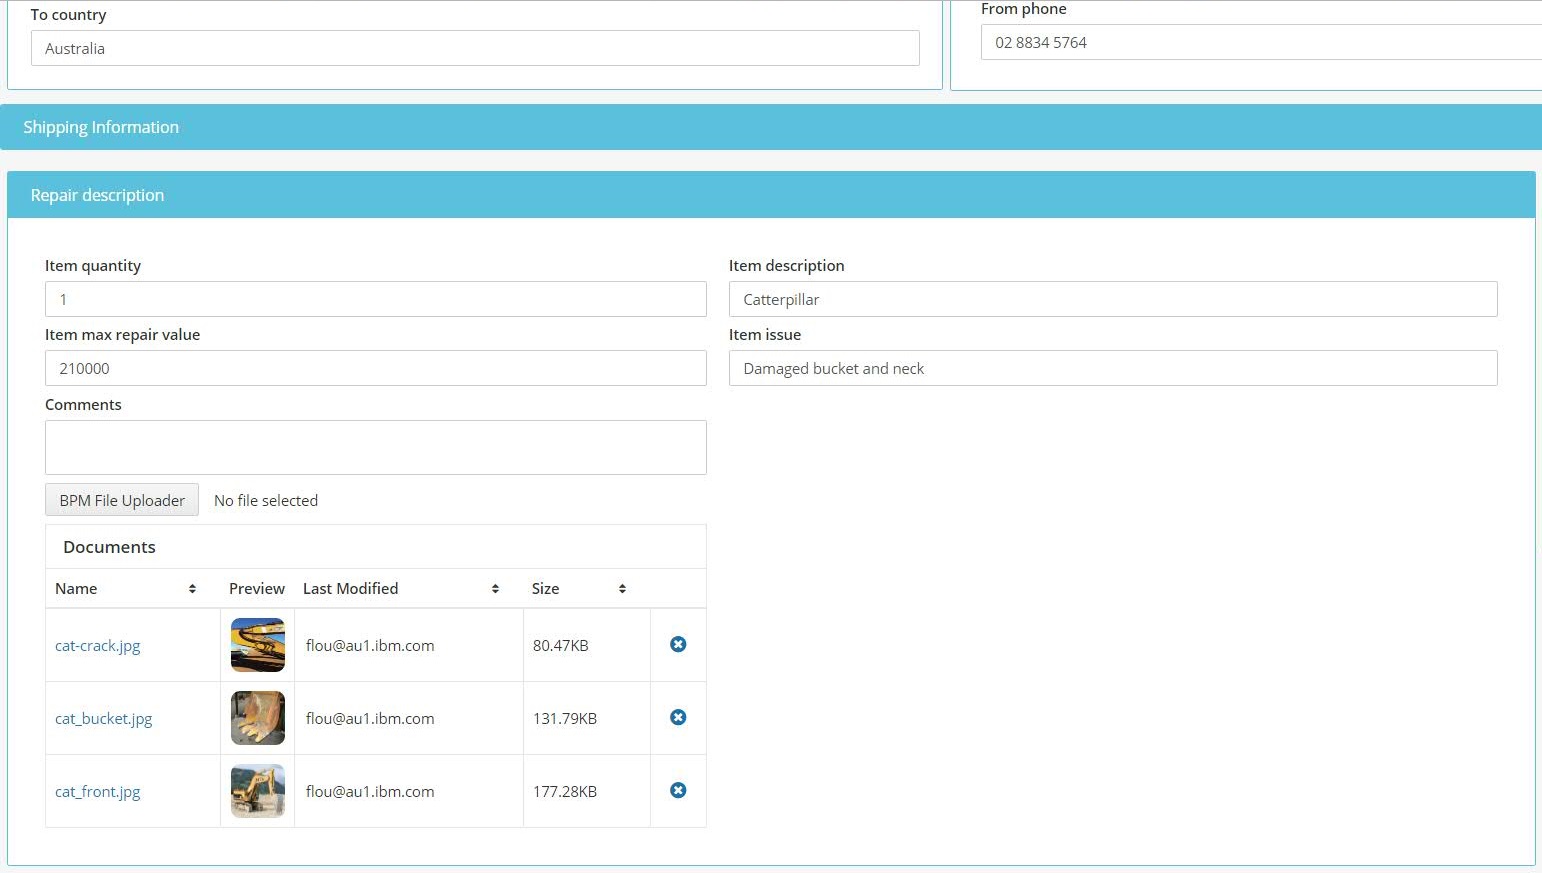 To country
Australia
From phone
02 8834 5764
Shipping Information
Repair description
Item quantity
1
Item description
Catterpillar
Item max repair value
210000
Item issue
Damaged bucket and neck
Comments
BPM File Uploader No file selected
Documents
Name Preview Last Modified Size
cat-crack.jpg flou@au1.ibm.com 80.47KB
cat_bucket.jpg flou@au1.ibm.com 131.79KB
cat_front.jpg flou@au1.ibm.com 177.28KB